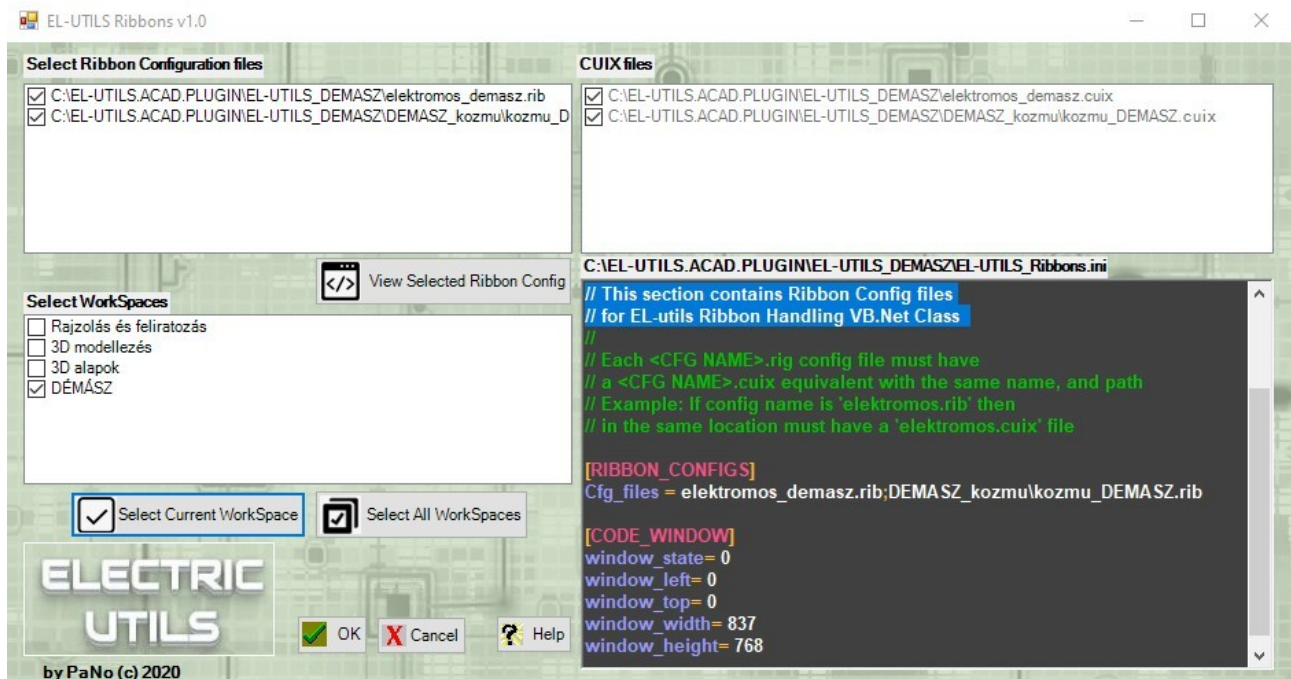 EL-UTILS Ribbons v1.0
Select Ribbon Configuration files
C:\EL-UTILS.ACAD.PLUGIN\EL-UTILS_DEMASZ\elektromos_demasz.rib
C:\EL-UTILS.ACAD.PLUGIN\EL-UTILS_DEMASZ\DEMASZ_kozmu\kozmu_D
CUIX files
C:\EL-UTILS.ACAD.PLUGIN\EL-UTILS_DEMASZ\elektromos_demasz.cuix
C:\EL-UTILS.ACAD.PLUGIN\EL-UTILS_DEMASZ\DEMASZ_kozmu\kozmu_DEMASZ.cuix
</> View Selected Ribbon Config
Select WorkSpaces
Rajzolás és feliratozás
3D modellezés
3D alapok
DÉMÁSZ
Select Current WorkSpace
Select All WorkSpaces
ELECTRIC
UTILS
OK
Cancel
Help
by PaNo (c) 2020
C:\EL-UTILS.ACAD.PLUGIN\EL-UTILS_DEMASZ\EL-UTILS_Ribbons.ini
// This section contains Ribbon Config files
// for EL-utils Ribbon Handling VB.Net Class
//
// Each <CFG NAME>.rig config file must have
// a <CFG NAME>.cuix equivalent with the same name, and path
// Example: If config name is 'elektromos.rib' then
// in the same location must have a 'elektromos.cuix' file
[RIBBON_CONFIGS]
Cfg_files = elektromos_demasz.rib;DEMASZ_kozmu\kozmu_DEMASZ.rib
[CODE_WINDOW]
window_state= 0
window_left= 0
window_top= 0
window_width= 837
window_height= 768